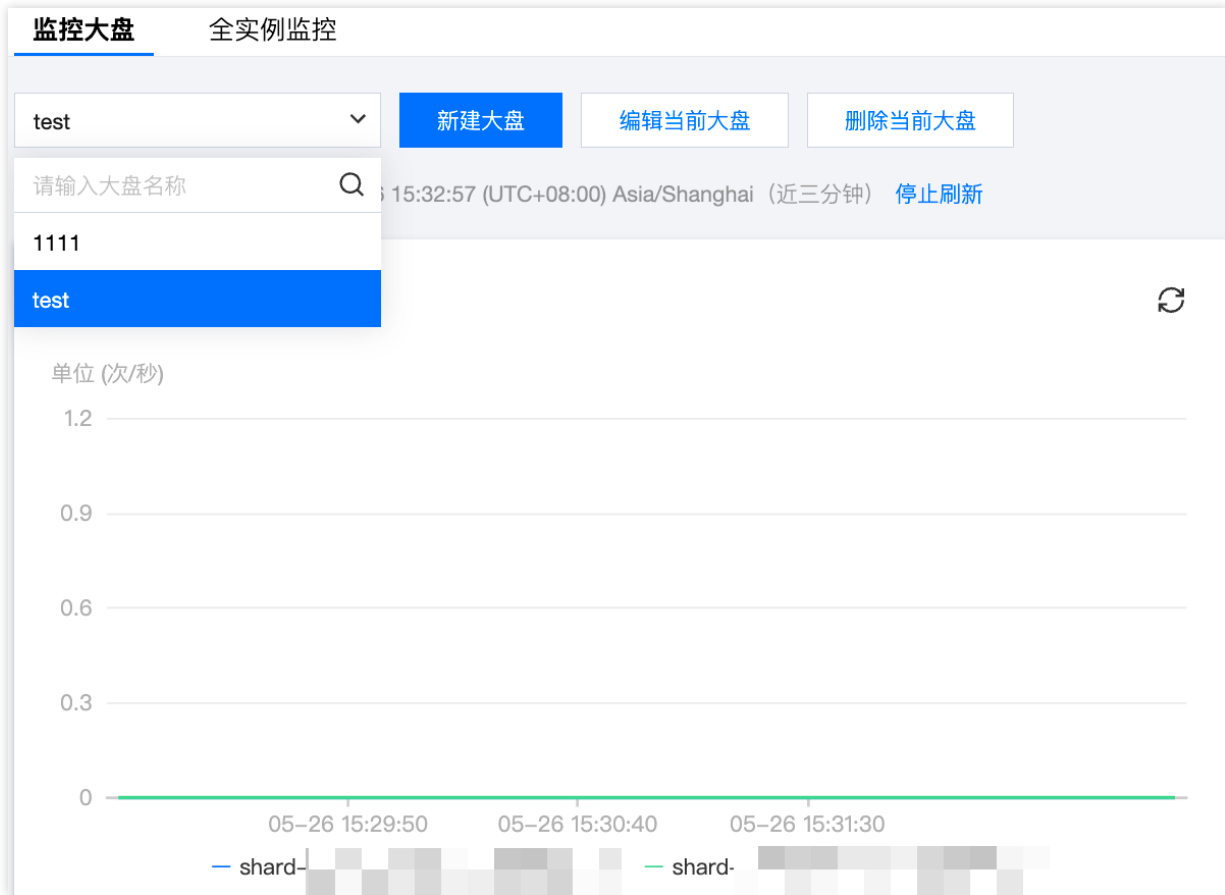 监控大盘 全实例监控
test 新建大盘 编辑当前大盘 删除当前大盘
请输入大盘名称 15:32:57 (UTC+08:00) Asia/Shanghai（近三分钟） 停止刷新
1111
test
单位 (次/秒)
1.2
0.9
0.6
0.3
0
05-26 15:29:50 05-26 15:30:40 05-26 15:31:30
shard- shard-